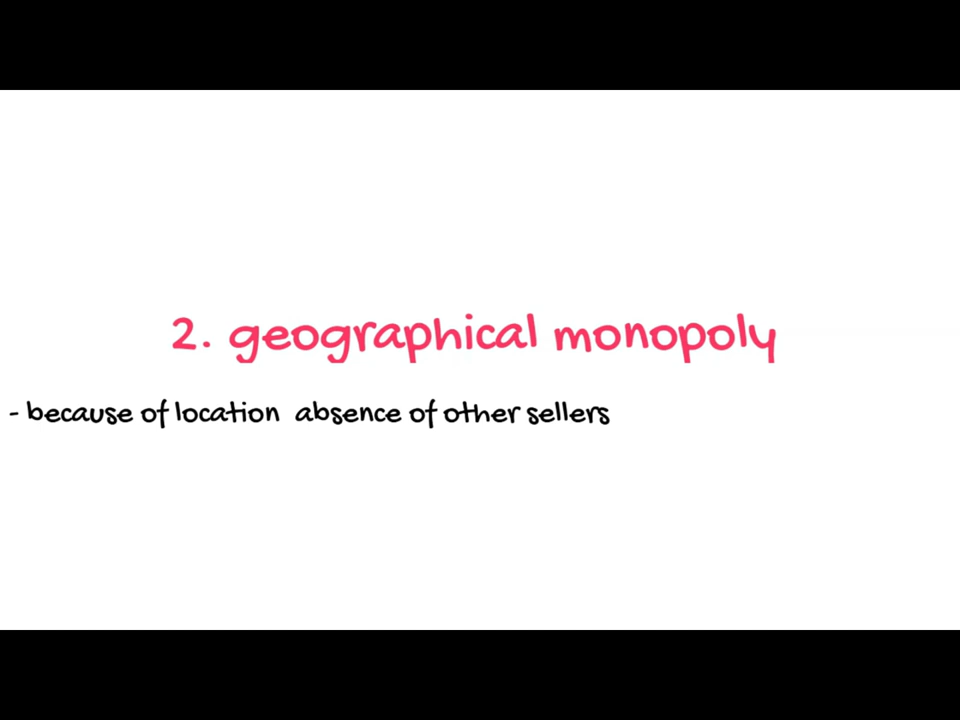 2. geographical monopoly
- because of location absence of other sellers